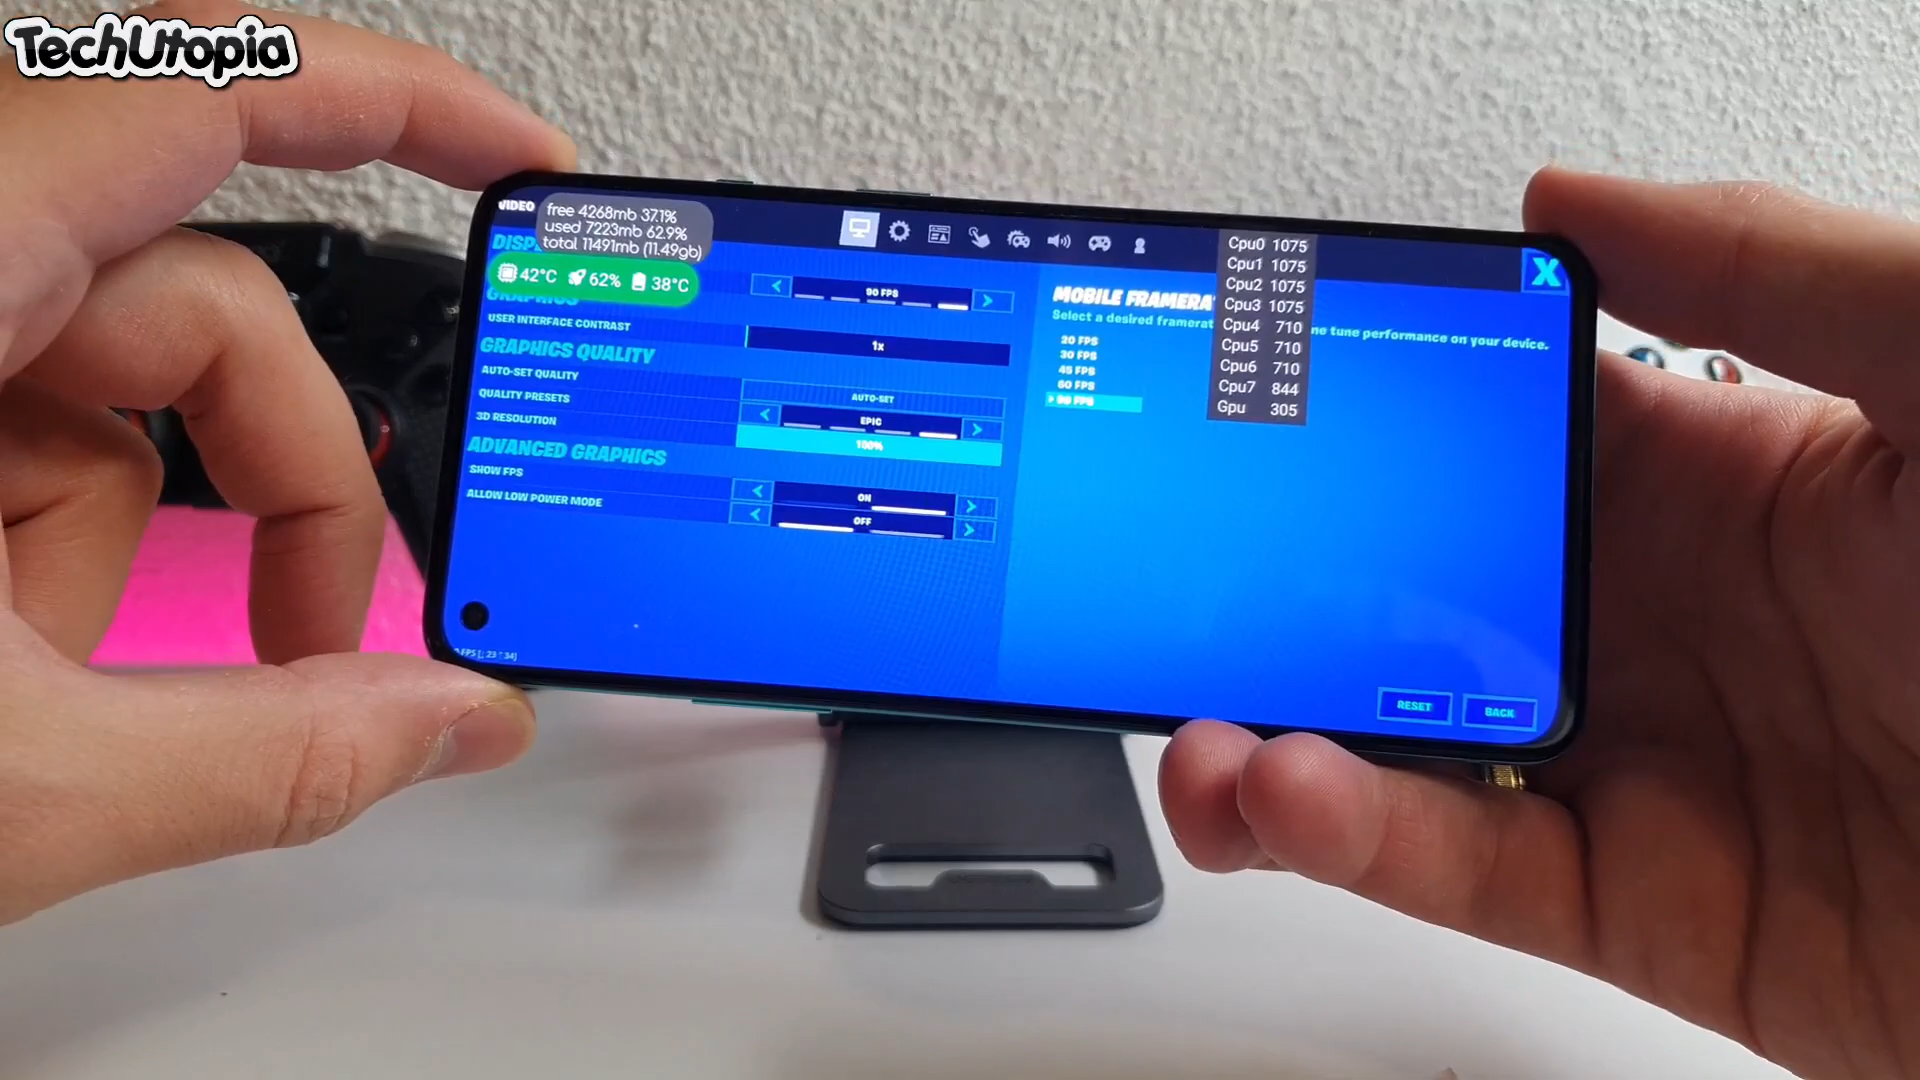 TechUtopia
VIDEO
free 4268mb 37.1%
used 7223mb 62.9%
total 11491mb (11.49gb)
42°C 62% 38°C
90 FPS
GRAPHICS
USER INTERFACE CONTRAST
1x
GRAPHICS QUALITY
AUTO-SET QUALITY
AUTO-SET
QUALITY PRESETS
EPIC
3D RESOLUTION
100%
ADVANCED GRAPHICS
SHOW FPS
ON
ALLOW LOW POWER MODE
OFF
MOBILE FRAMERA
Select a desired framerat
ne tune performance on your device.
20 FPS
30 FPS
45 FPS
60 FPS
90 FPS
Cpu0 1075
Cpu1 1075
Cpu2 1075
Cpu3 1075
Cpu4 710
Cpu5 710
Cpu6 710
Cpu7 844
Gpu 305
X
RESET
BACK